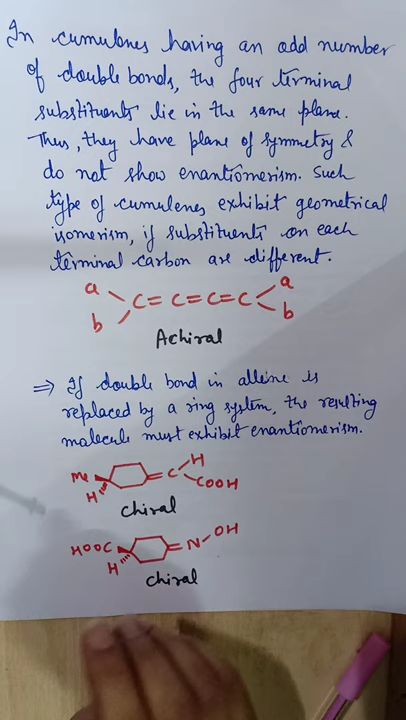 In cumulenes having an odd number
of double bonds, the four terminal
substituents lie in the same plane.
Thus, they have plane of symmetry &
do not show enantiomerism. Such
type of cumulenes exhibit geometrical
isomerism, if substituents on each
terminal carbon are different.
a a
C=C=C=C
b b
Achiral
⇒ If double bond in allene is
replaced by a ring system, the resulting
molecule must exhibit enantiomerism.
Me H
C
H COOH
chiral
HOOC =N-OH
H
chiral